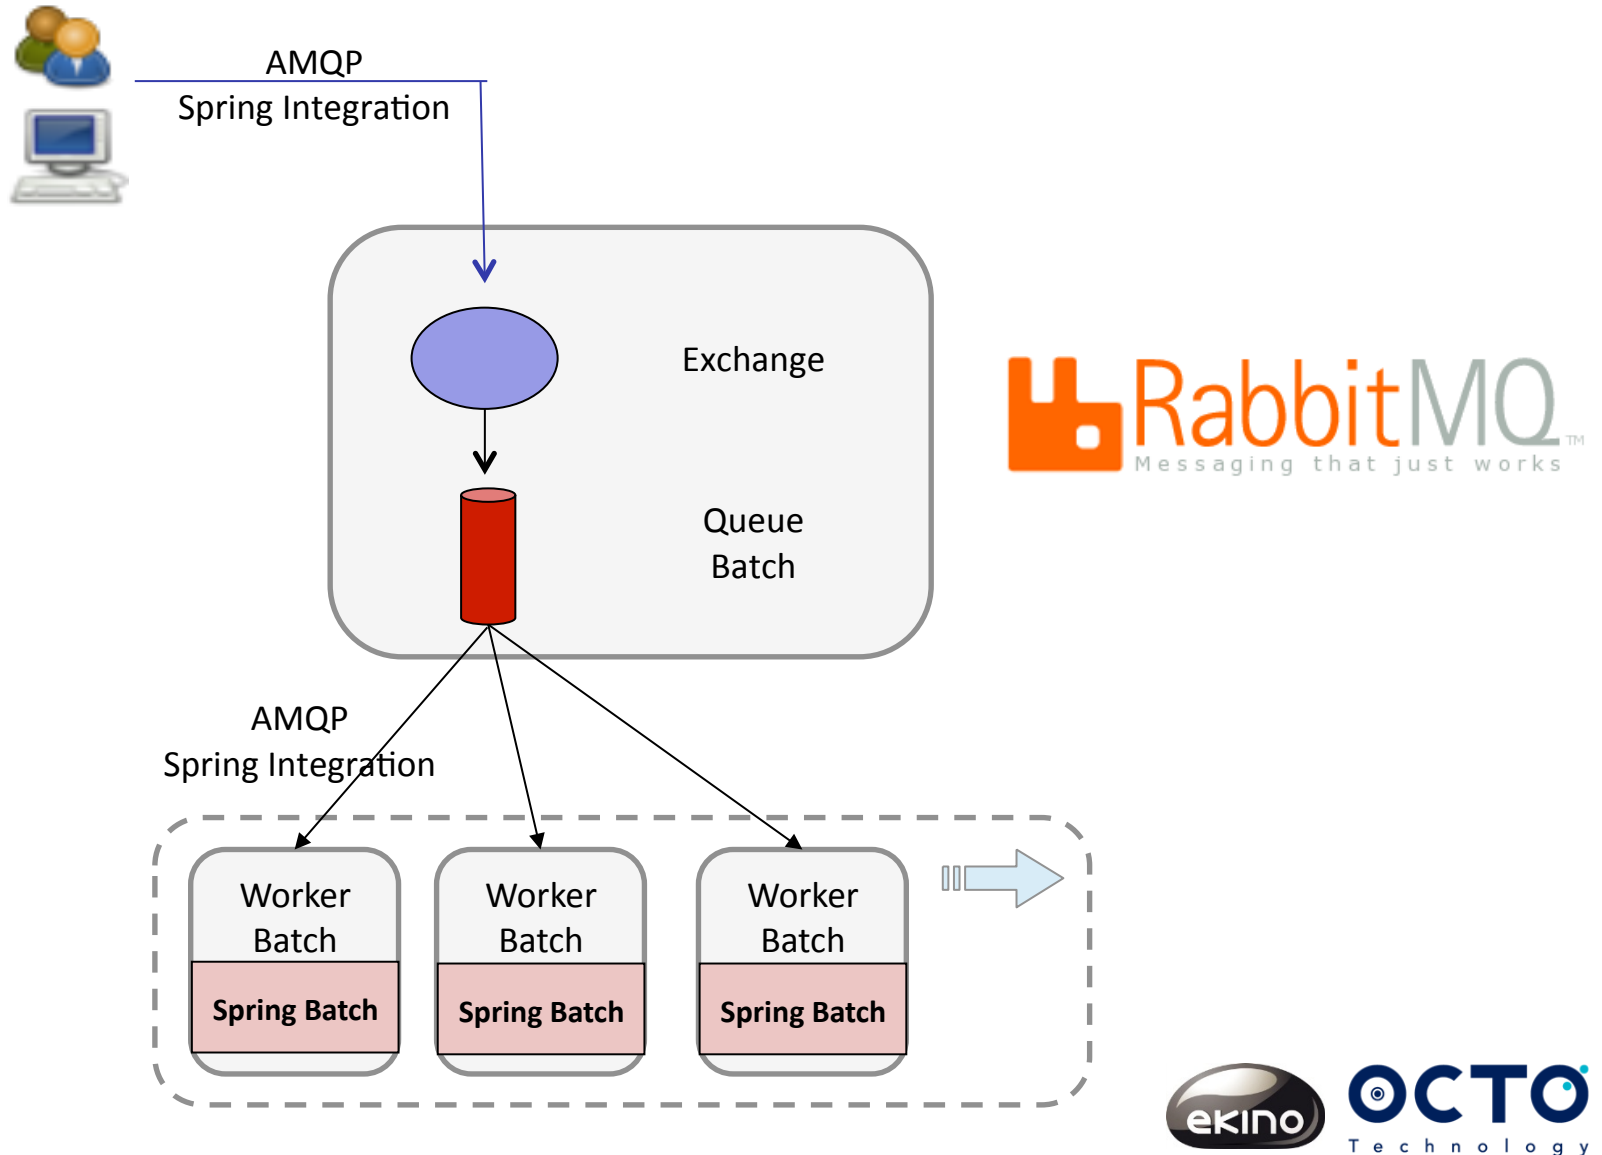 AMQP
Spring Integration
Exchange
RabbitMQ™
Messaging that just works
Queue
Batch
AMQP
Spring Integration
Worker
Batch
Spring Batch
Worker
Batch
Spring Batch
Worker
Batch
Spring Batch
ekino
OCTO
Technology